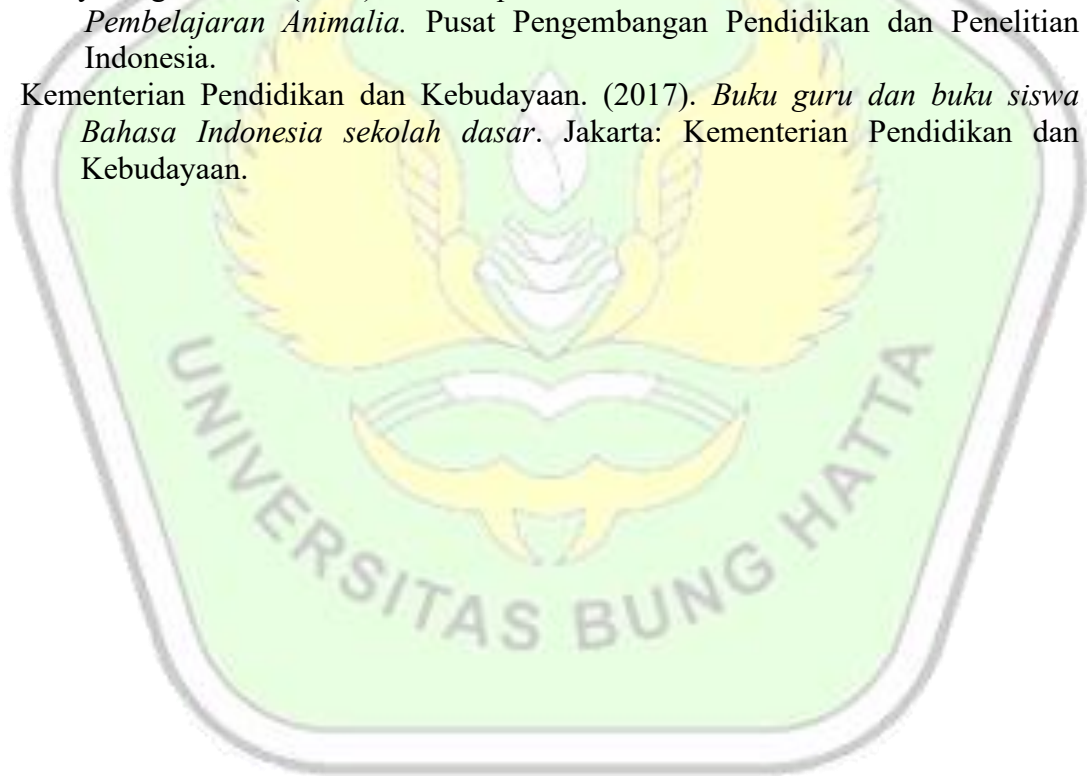 Pembelajaran Animalia. Pusat Pengembangan Pendidikan dan Penelitian
Indonesia.
Kementerian Pendidikan dan Kebudayaan. (2017). Buku guru dan buku siswa
Bahasa Indonesia sekolah dasar. Jakarta: Kementerian Pendidikan dan
Kebudayaan.
UNIVERSITAS BUNG HATTA